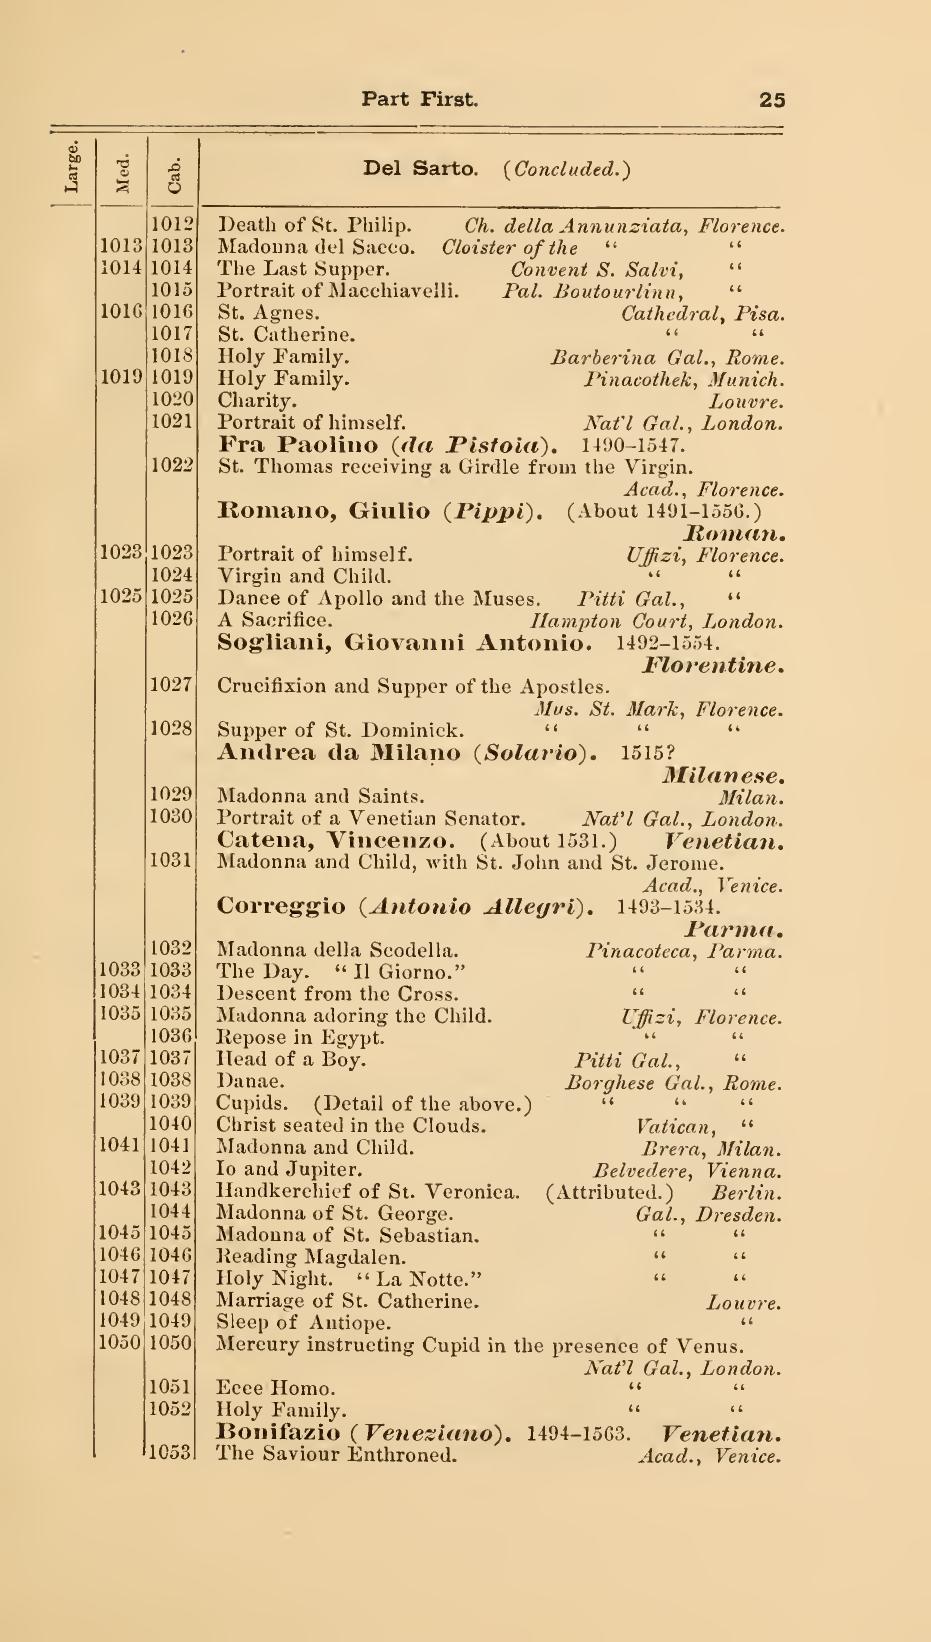 Part First. 25
Large. Med. Cab. Del Sarto. (Concluded.)
1012 Death of St. Philip. Ch. della Annunziata, Florence.
1013 1013 Madonna del Sacco. Cloister of the “ “
1014 1014 The Last Supper. Convent S. Salvi, “
1015 Portrait of Macchiavelli. Pal. Boutourlinn, “
1016 1016 St. Agnes. Cathedral, Pisa.
1017 St. Catherine. “ “
1018 Holy Family. Barberina Gal., Rome.
1019 1019 Holy Family. Pinacothek, Munich.
1020 Charity. Louvre.
1021 Portrait of himself. Nat’l Gal., London.
Fra Paolino (da Pistoia). 1490–1547.
1022 St. Thomas receiving a Girdle from the Virgin.
Acad., Florence.
Romano, Giulio (Pippi). (About 1491–1556.)
Roman.
1023 1023 Portrait of himself. Uffizi, Florence.
1024 Virgin and Child. “ “
1025 1025 Dance of Apollo and the Muses. Pitti Gal., “
1026 A Sacrifice. Hampton Court, London.
Sogliani, Giovanni Antonio. 1492–1554.
Florentine.
1027 Crucifixion and Supper of the Apostles.
Mus. St. Mark, Florence.
1028 Supper of St. Dominick. “ “ “
Andrea da Milano (Solario). 1515?
Milanese.
1029 Madonna and Saints. Milan.
1030 Portrait of a Venetian Senator. Nat’l Gal., London.
Catena, Vincenzo. (About 1531.) Venetian.
1031 Madonna and Child, with St. John and St. Jerome.
Acad., Venice.
Correggio (Antonio Allegri). 1493–1534.
Parma.
1032 Madonna della Scodella. Pinacoteca, Parma.
1033 1033 The Day. “Il Giorno.” “ “
1034 1034 Descent from the Cross. “ “
1035 1035 Madonna adoring the Child. Uffizi, Florence.
1036 Repose in Egypt. “ “
1037 1037 Head of a Boy. Pitti Gal., “
1038 1038 Danae. Borghese Gal., Rome.
1039 1039 Cupids. (Detail of the above.) “ “ “
1040 Christ seated in the Clouds. Vatican, “
1041 1041 Madonna and Child. Brera, Milan.
1042 Io and Jupiter. Belvedere, Vienna.
1043 1043 Handkerchief of St. Veronica. (Attributed.) Berlin.
1044 Madonna of St. George. Gal., Dresden.
1045 1045 Madonna of St. Sebastian. “ “
1046 1046 Reading Magdalen. “ “
1047 1047 Holy Night. “La Notte.” “ “
1048 1048 Marriage of St. Catherine. Louvre.
1049 1049 Sleep of Antiope. “
1050 1050 Mercury instructing Cupid in the presence of Venus.
Nat’l Gal., London.
1051 Ecce Homo. “ “
1052 Holy Family. “ “
Bonifazio (Veneziano). 1494–1563. Venetian.
1053 The Saviour Enthroned. Acad., Venice.